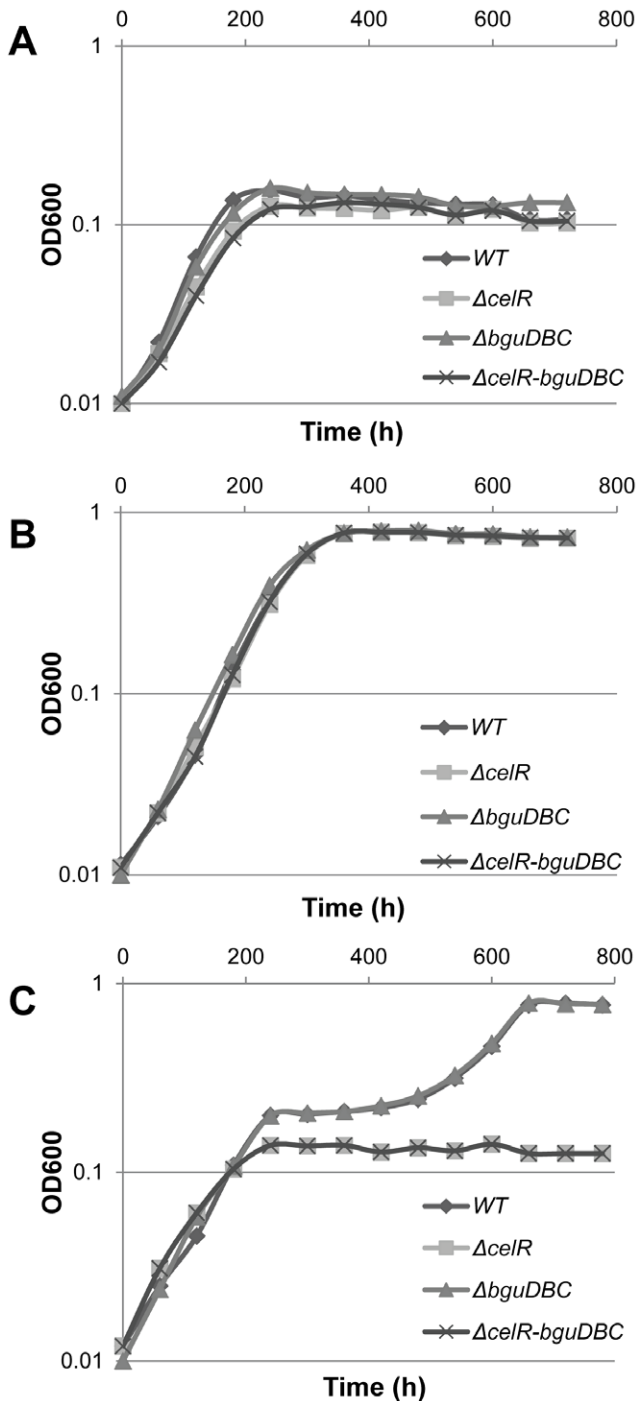 A
0 200 400 600 800
1
0.1
0.01
OD600
WT
ΔcelR
ΔbguDBC
ΔcelR-bguDBC
Time (h)
B
0 200 400 600 800
1
0.1
0.01
OD600
WT
ΔcelR
ΔbguDBC
ΔcelR-bguDBC
Time (h)
C
0 200 400 600 800
1
0.1
0.01
OD600
WT
ΔcelR
ΔbguDBC
ΔcelR-bguDBC
Time (h)